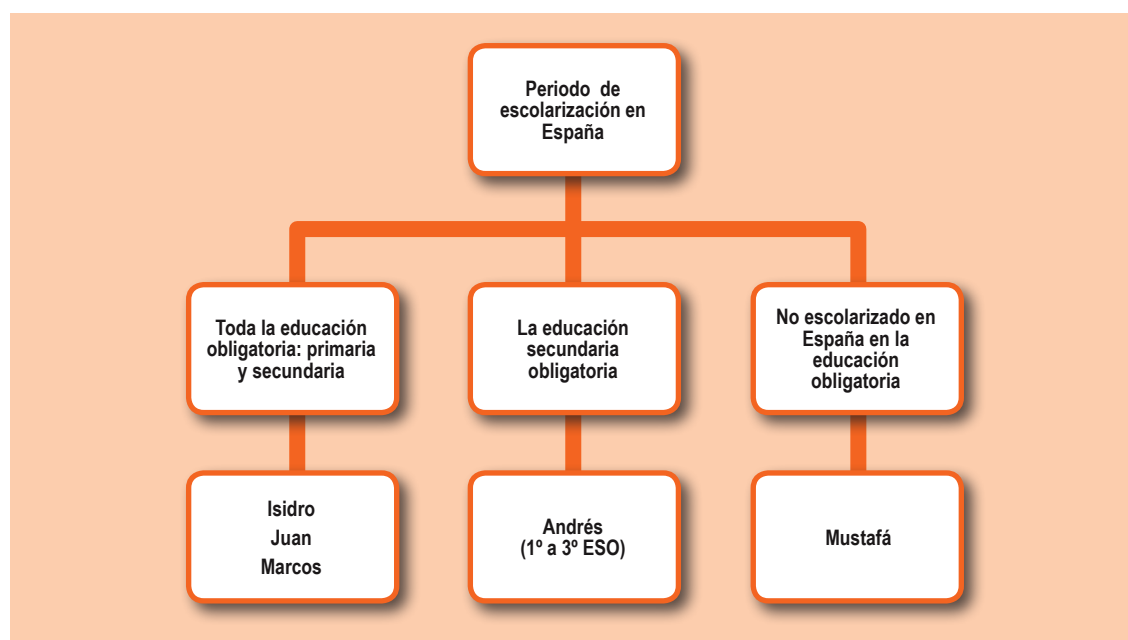 Periodo de
escolarización en
España
Toda la educación
obligatoria: primaria
y secundaria
La educación
secundaria
obligatoria
No escolarizado en
España en la
educación
obligatoria
Isidro
Juan
Marcos
Andrés
(1º a 3º ESO)
Mustafá